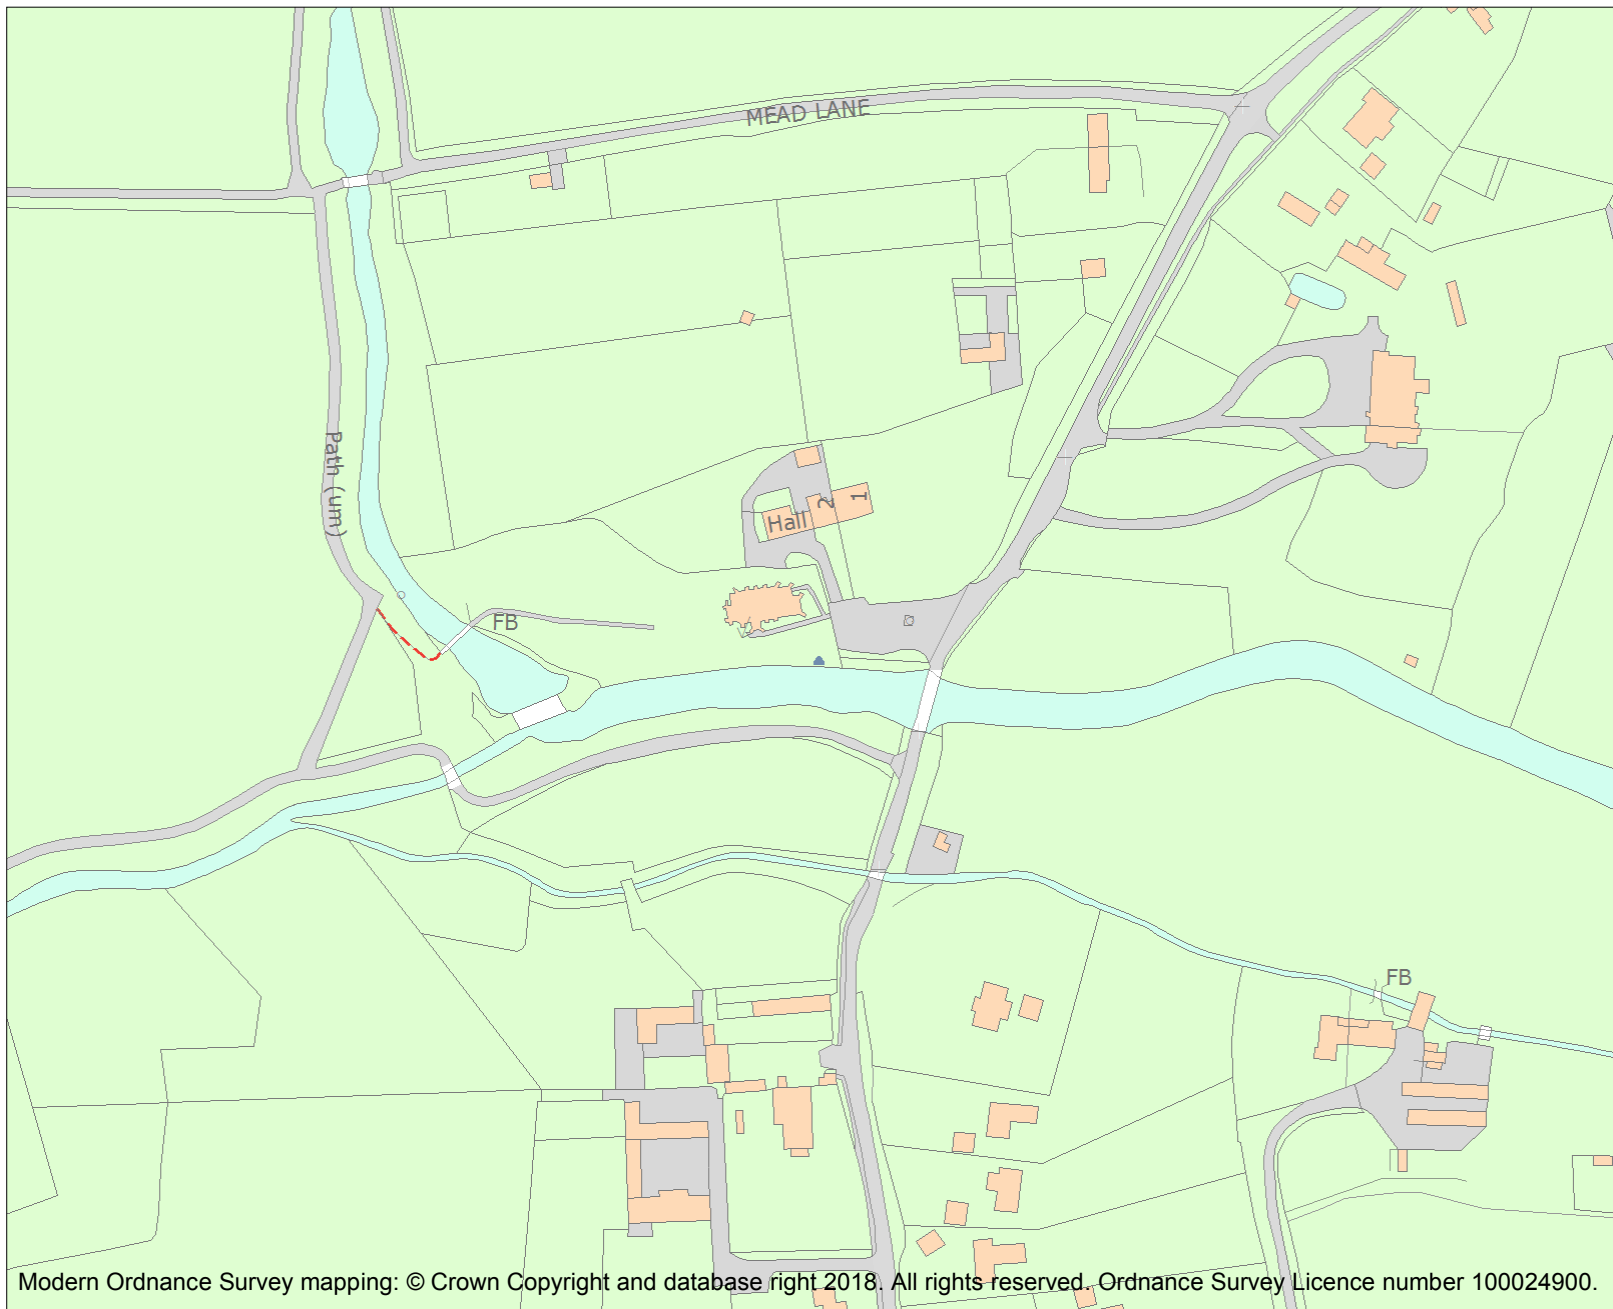 MEAD LANE
Path (um)
2
1
Hall
FB
FB
Modern Ordnance Survey mapping: © Crown Copyright and database right 2018. All rights reserved. Ordnance Survey Licence number 100024900.